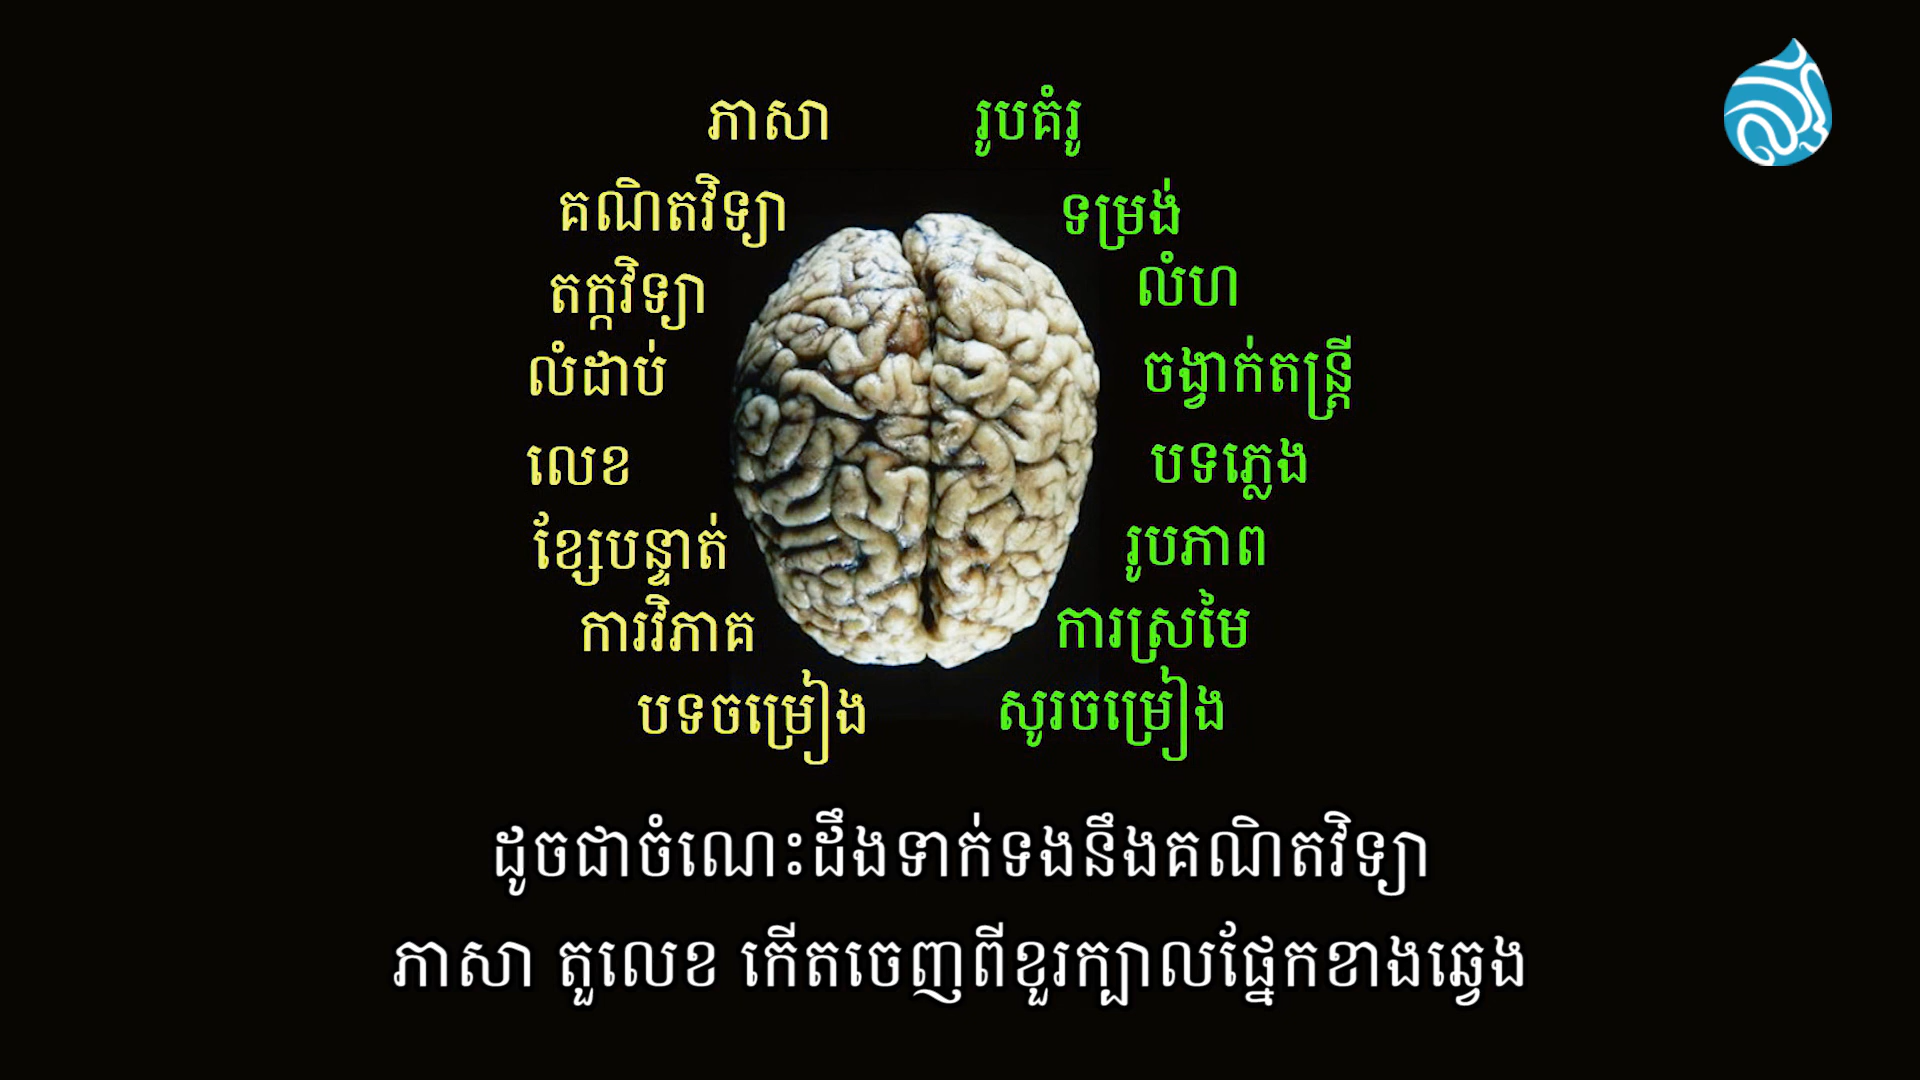 ភាសា
រូបគំរូ
គណិតវិទ្យា
ទម្រង់
តក្កវិទ្យា
លំហ
លំដាប់
ចង្វាក់តន្ត្រី
លេខ
បទភ្លេង
ខ្សែបន្ទាត់
រូបភាព
ការវិភាគ
ការស្រមៃ
បទចម្រៀង
សូរចម្រៀង
ដូចជាចំណេះដឹងទាក់ទងនឹងគណិតវិទ្យា
ភាសា តួលេខ កើតចេញពីខួរក្បាលផ្នែកខាងឆ្វេង